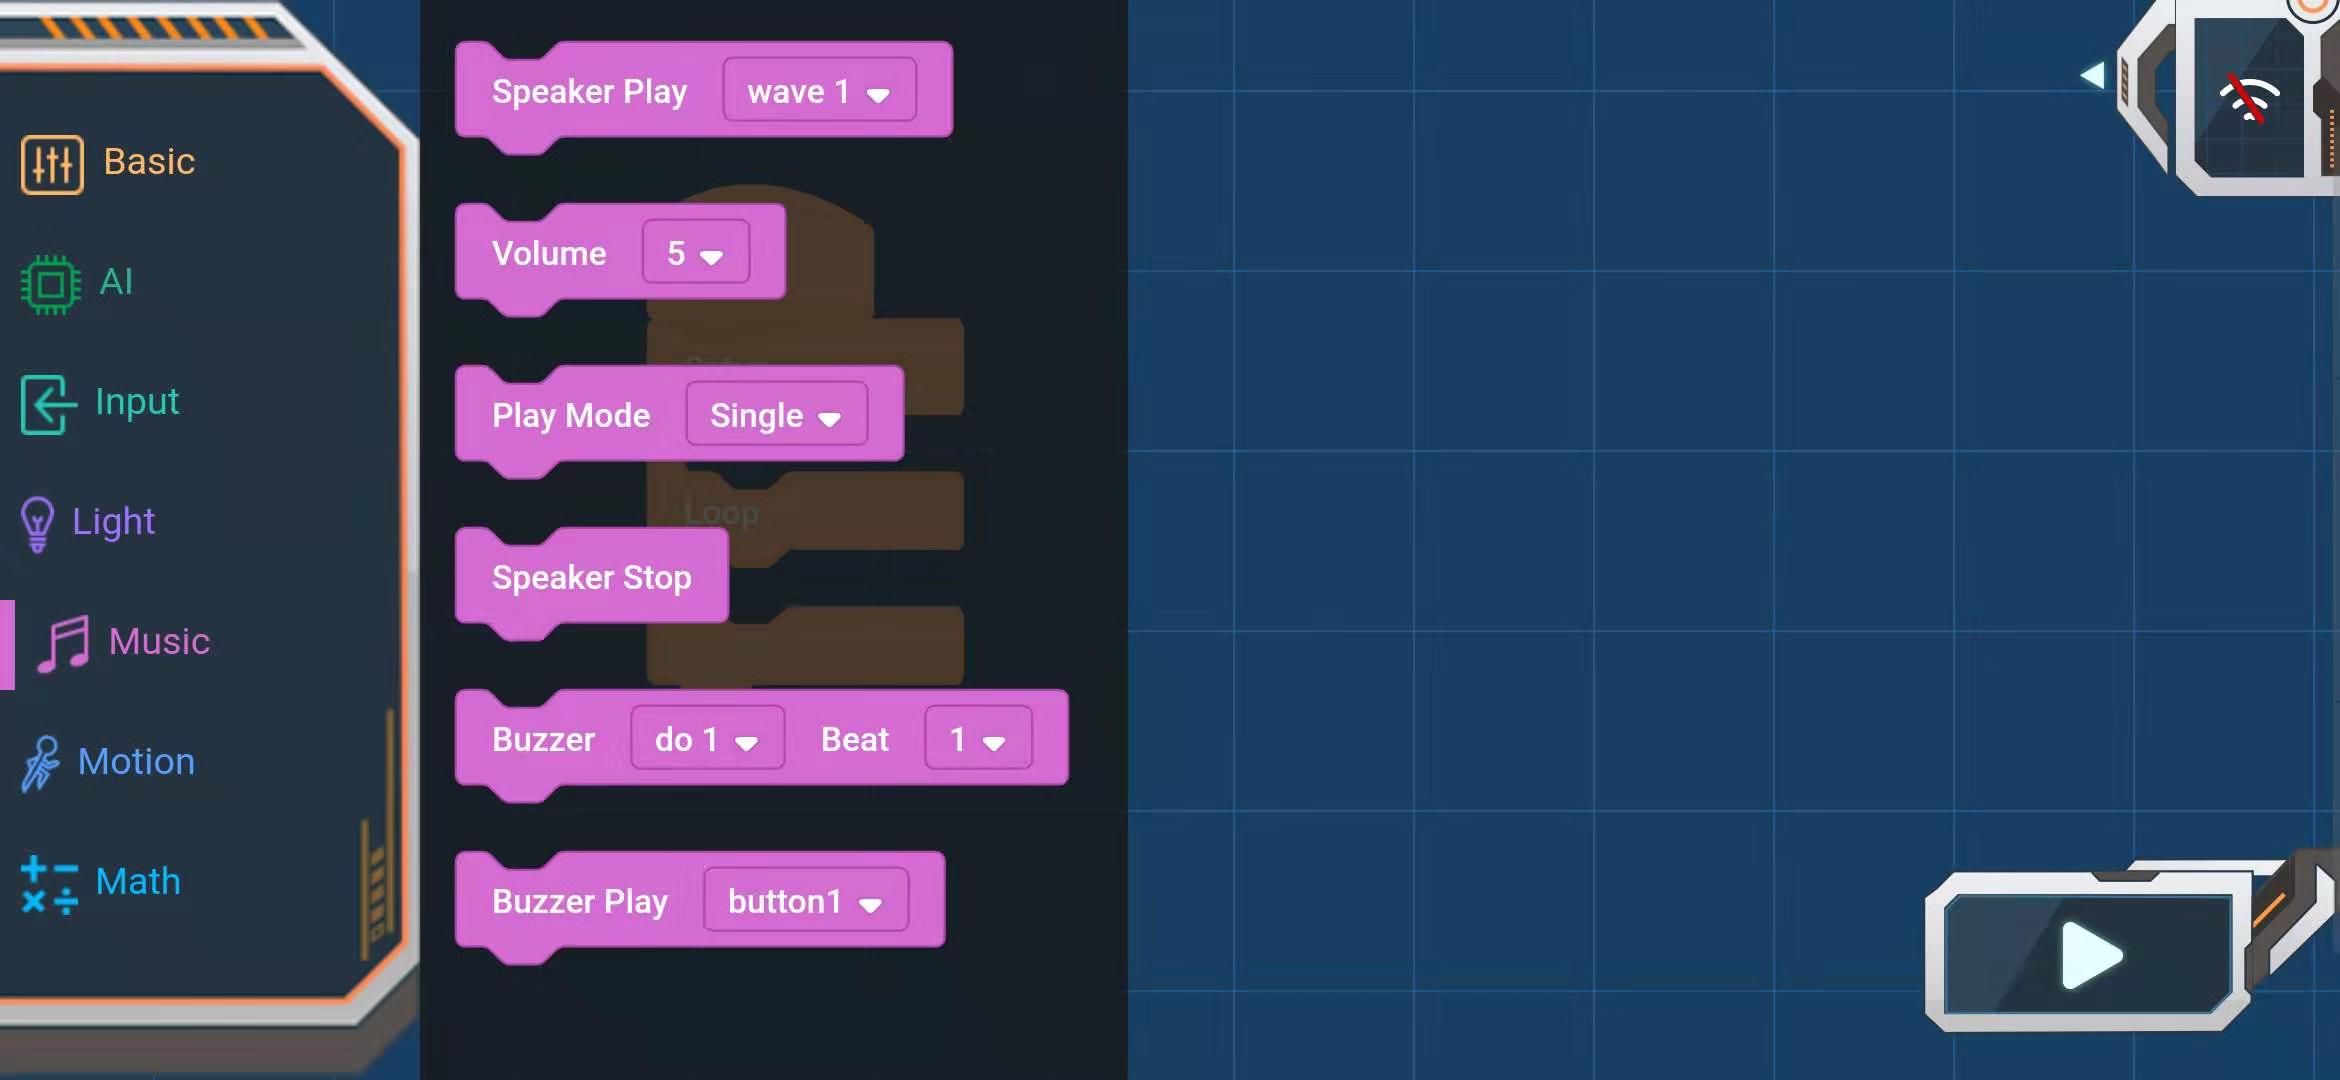 Basic
AI
Input
Light
Music
Motion
Math
Speaker Play wave 1
Volume 5
Play Mode Single
Loop
Speaker Stop
Buzzer do 1 Beat 1
Buzzer Play button1